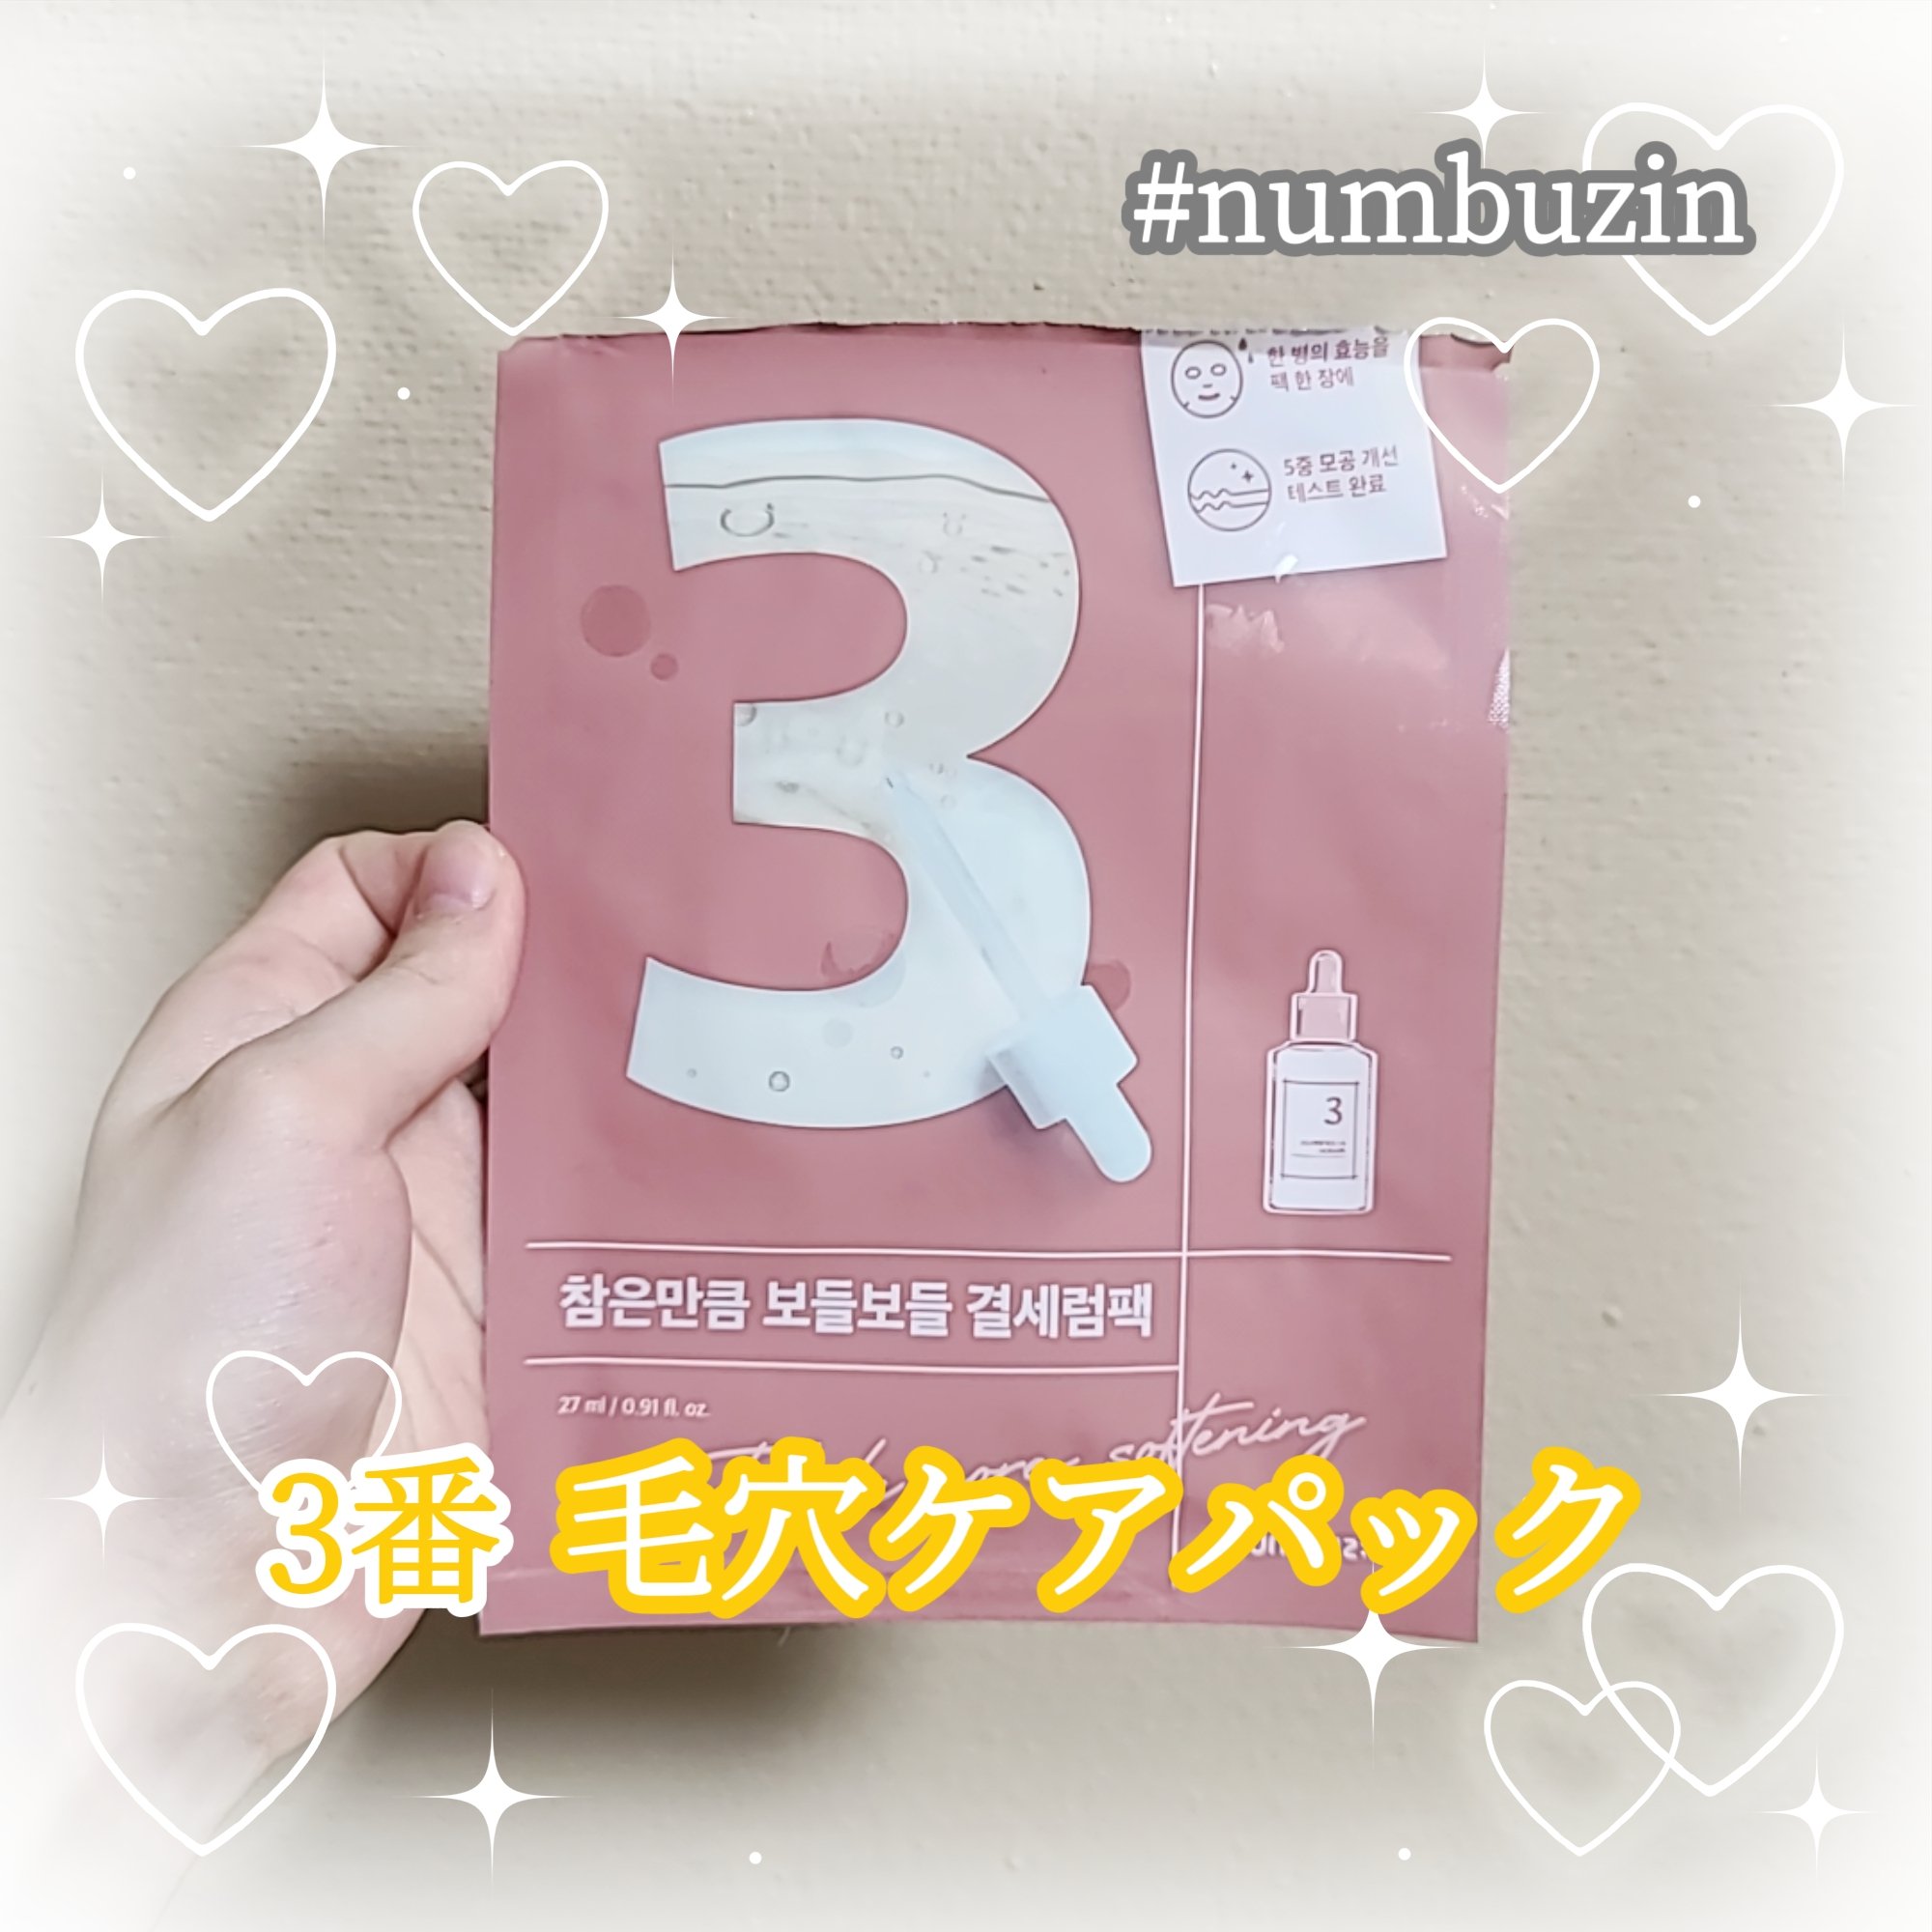 #numbuzin
한 병의 효능을
팩 한 장에
5중 모공 개선
테스트 완료
3
3
참은만큼 보들보들 결세럼팩
27 ml / 0.91 fl. oz.
softening
3番 毛穴ケアパック